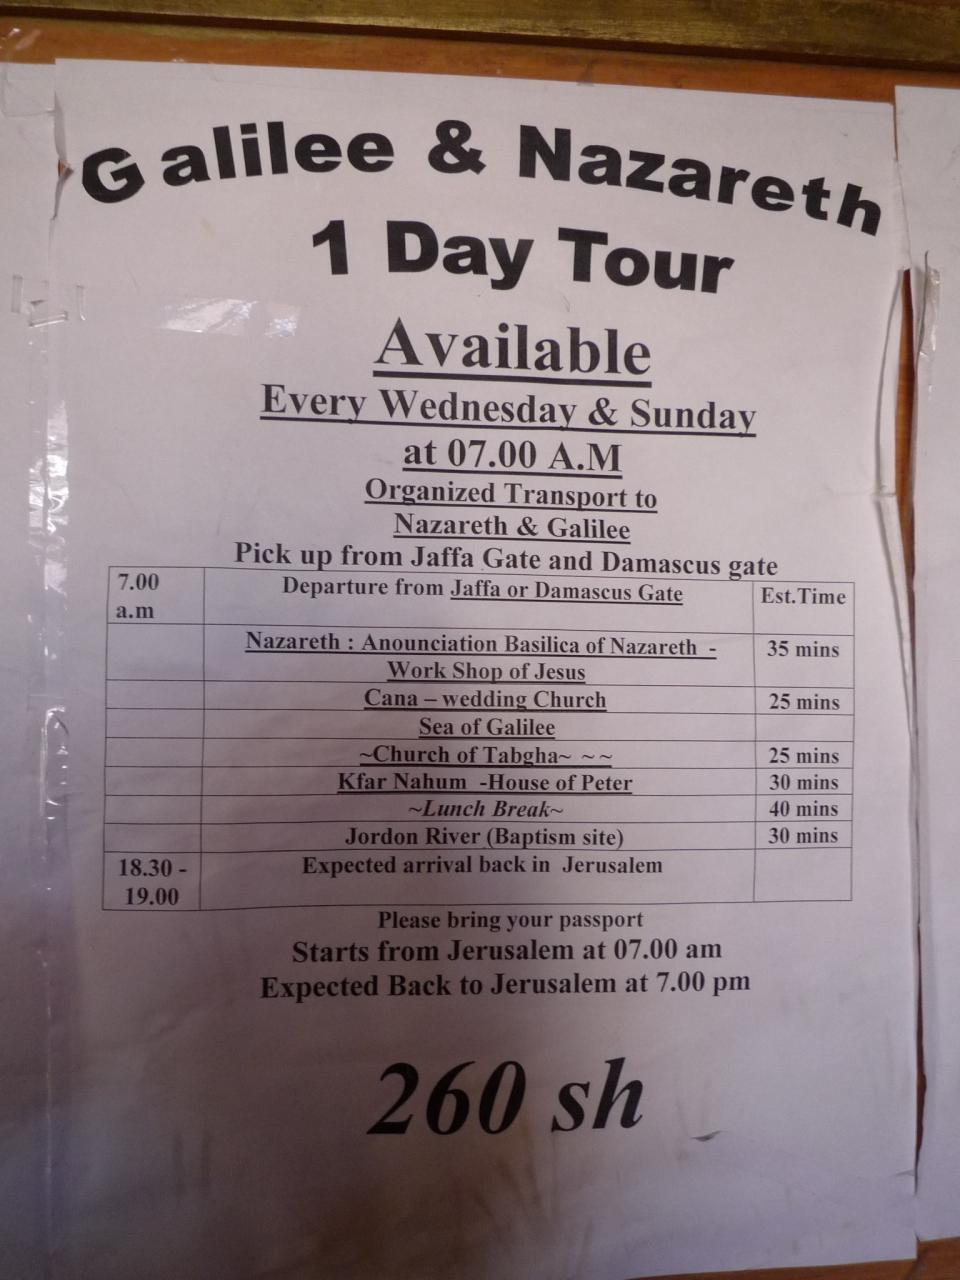 Galilee & Nazareth
1 Day Tour
Available
Every Wednesday & Sunday
at 07.00 A.M
Organized Transport to
Nazareth & Galilee
Pick up from Jaffa Gate and Damascus gate
7.00 a.m Departure from Jaffa or Damascus Gate Est.Time
Nazareth : Anounciation Basilica of Nazareth - 35 mins
Work Shop of Jesus
Cana – wedding Church 25 mins
Sea of Galilee
~Church of Tabgha~ ~ ~ 25 mins
Kfar Nahum -House of Peter 30 mins
~Lunch Break~ 40 mins
Jordon River (Baptism site) 30 mins
18.30 - 19.00 Expected arrival back in Jerusalem
Please bring your passport
Starts from Jerusalem at 07.00 am
Expected Back to Jerusalem at 7.00 pm
260 sh